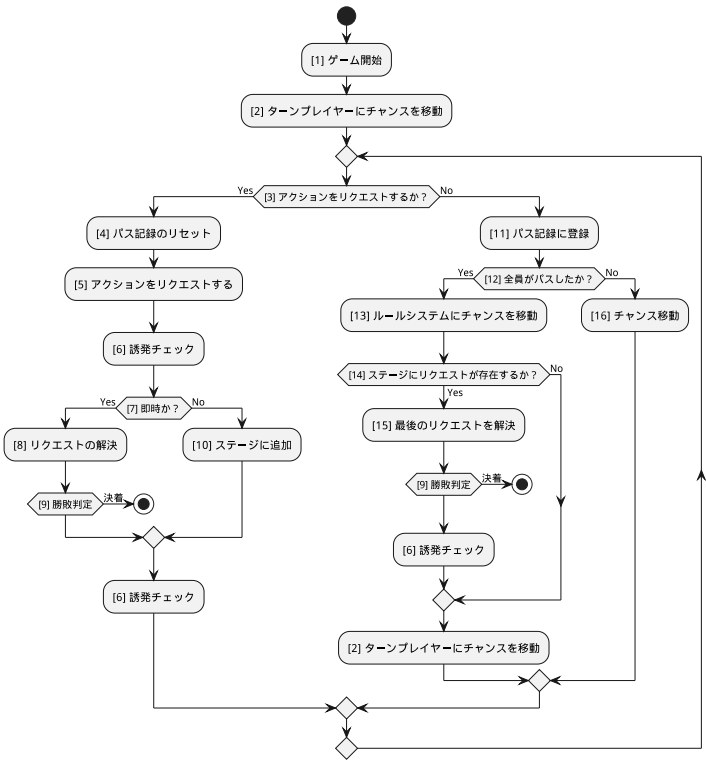 [1] ゲーム開始
[2] ターンプレイヤーにチャンスを移動
[3] アクションをリクエストするか？
Yes
No
[4] パス記録のリセット
[5] アクションをリクエストする
[6] 誘発チェック
[7] 即時か？
Yes
No
[8] リクエストの解決
[10] ステージに追加
[9] 勝敗判定
決着
[6] 誘発チェック
[11] パス記録に登録
[12] 全員がパスしたか？
Yes
No
[13] ルールシステムにチャンスを移動
[16] チャンス移動
[14] ステージにリクエストが存在するか？
No
Yes
[15] 最後のリクエストを解決
[9] 勝敗判定
決着
[6] 誘発チェック
[2] ターンプレイヤーにチャンスを移動